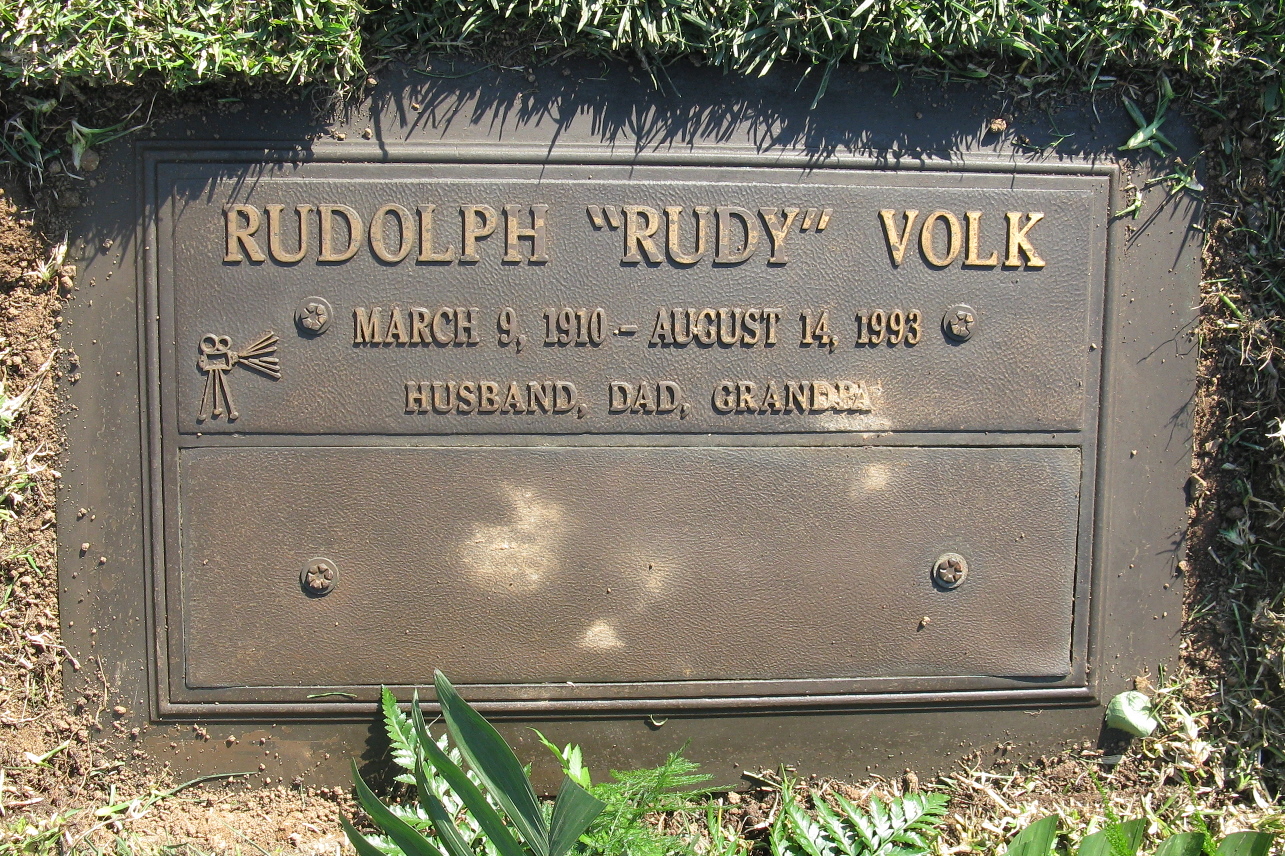 RUDOLPH "RUDY" VOLK
MARCH 9, 1910 – AUGUST 14, 1993
HUSBAND, DAD, GRANDPA